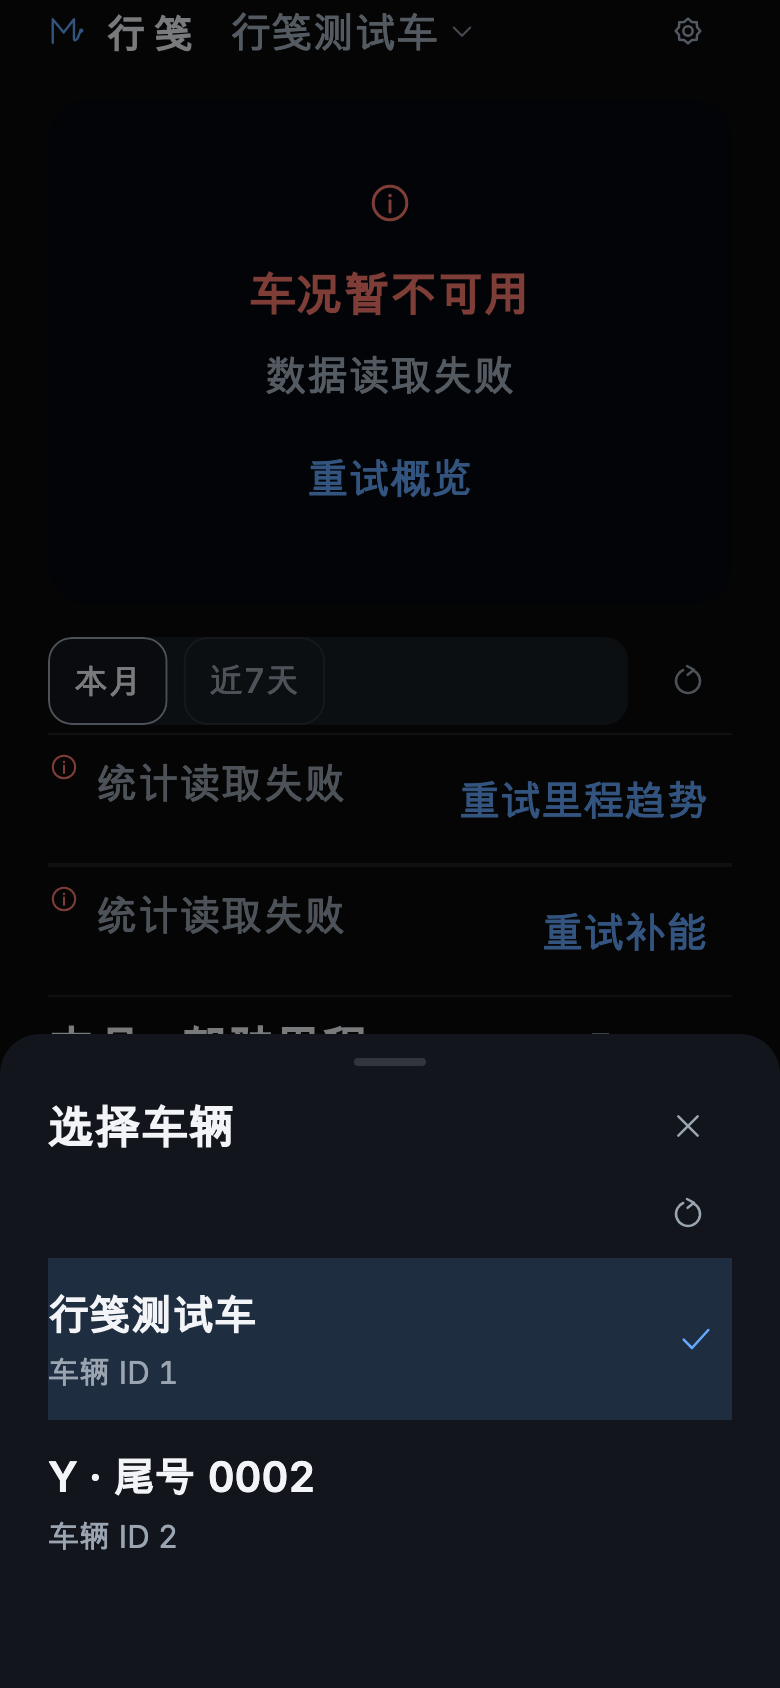 行笺 行笺测试车
车况暂不可用
数据读取失败
重试概览
本月 近7天
统计读取失败 重试里程趋势
统计读取失败 重试补能
选择车辆
行笺测试车
车辆 ID 1
Y · 尾号 0002
车辆 ID 2